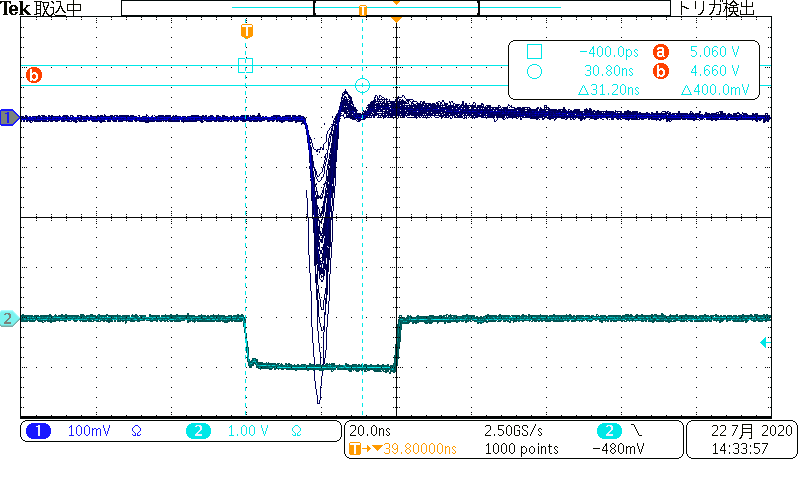 Tek 取込中 T トリガ検出
T
-400.0ps a 5.060 V
30.80ns b 4.660 V
Δ31.20ns Δ400.0mV
b
1
2
1 100mV Ω 2 1.00 V Ω 20.0ns 2.50GS/s 2 22 7月 2020
T→▼39.80000ns 1000 points -480mV 14:33:57